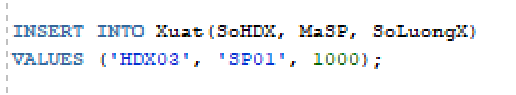 INSERT INTO Xuat(SoHDX, MaSP, SoLuongX)
VALUES ('HDX03', 'SP01', 1000);